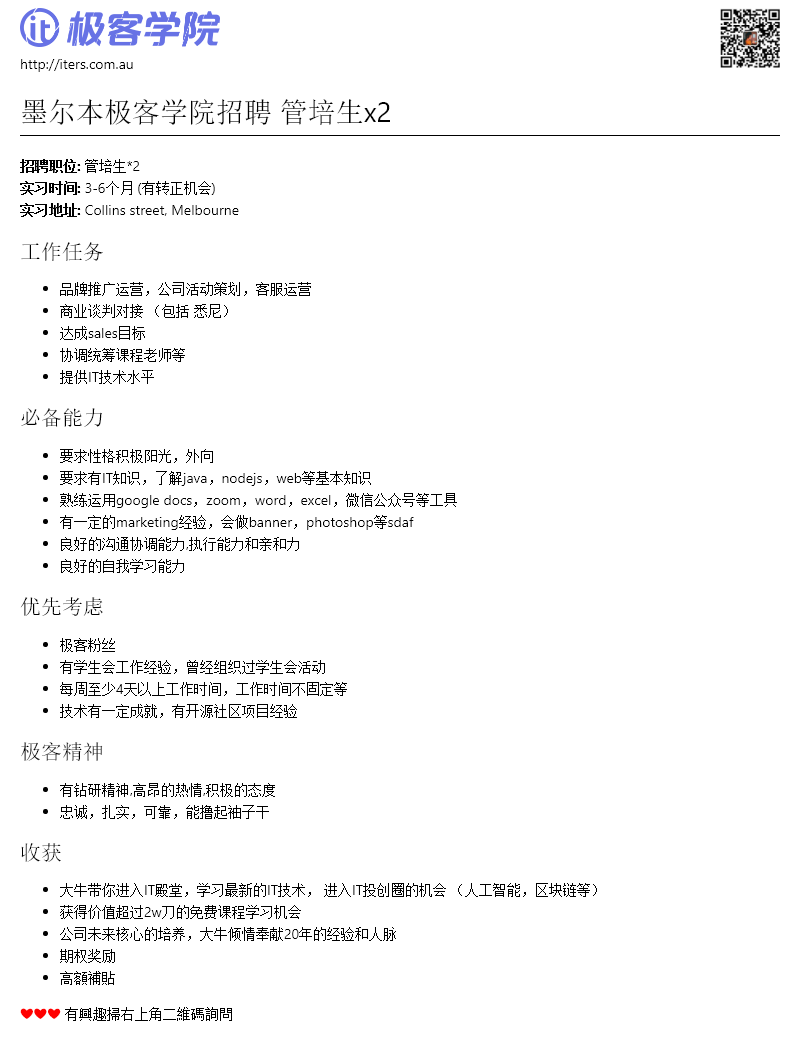 it 极客学院
http://iters.com.au
墨尔本极客学院招聘 管培生x2
招聘职位: 管培生*2
实习时间: 3-6个月 (有转正机会)
实习地址: Collins street, Melbourne
工作任务
品牌推广运营，公司活动策划，客服运营
商业谈判对接 （包括 悉尼）
达成sales目标
协调统筹课程老师等
提供IT技术水平
必备能力
要求性格积极阳光，外向
要求有IT知识，了解java，nodejs，web等基本知识
熟练运用google docs，zoom，word，excel，微信公众号等工具
有一定的marketing经验，会做banner，photoshop等sdaf
良好的沟通协调能力,执行能力和亲和力
良好的自我学习能力
优先考虑
极客粉丝
有学生会工作经验，曾经组织过学生会活动
每周至少4天以上工作时间，工作时间不固定等
技术有一定成就，有开源社区项目经验
极客精神
有钻研精神,高昂的热情,积极的态度
忠诚，扎实，可靠，能撸起袖子干
收获
大牛带你进入IT殿堂，学习最新的IT技术， 进入IT投创圈的机会 （人工智能，区块链等）
获得价值超过2w刀的免费课程学习机会
公司未来核心的培养，大牛倾情奉献20年的经验和人脉
期权奖励
高額補貼
♥♥♥ 有興趣掃右上角二維碼詢問